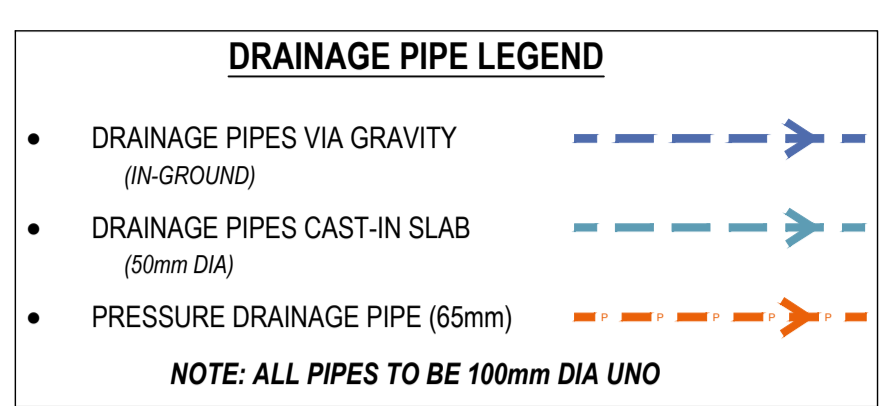 DRAINAGE PIPE LEGEND
• DRAINAGE PIPES VIA GRAVITY
(IN-GROUND)
• DRAINAGE PIPES CAST-IN SLAB
(50mm DIA)
• PRESSURE DRAINAGE PIPE (65mm) P P P P P
NOTE: ALL PIPES TO BE 100mm DIA UNO